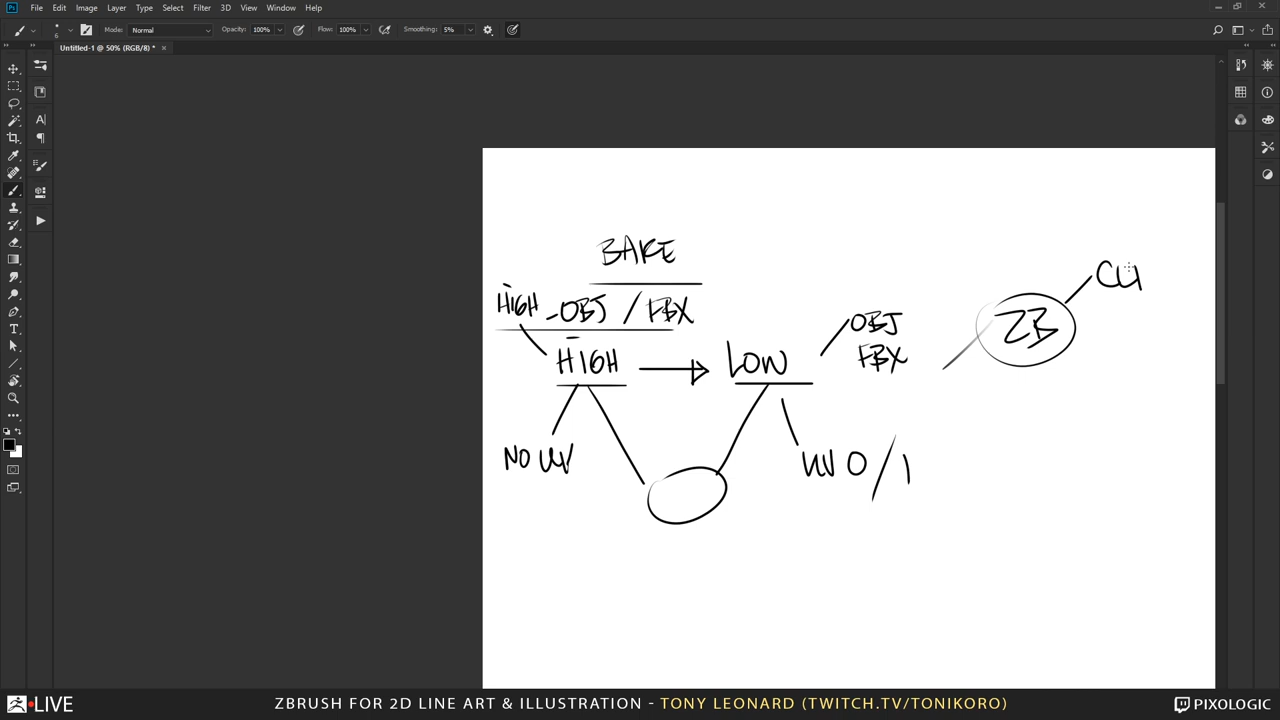 File Edit Image Layer Type Select Filter 3D View Window Help
6 Mode: Normal Opacity: 100% Flow: 100% Smoothing: 5%
Untitled-1 @ 50% (RGB/8) *
BAKE
HIGH - OBJ / FBX
HIGH LOW
OBJ
FBX
ZB
NO UV
UV 0 / 1
LIVE
ZBRUSH FOR 2D LINE ART & ILLUSTRATION - TONY LEONARD (TWITCH.TV/TONIKORO)
PIXOLOGIC